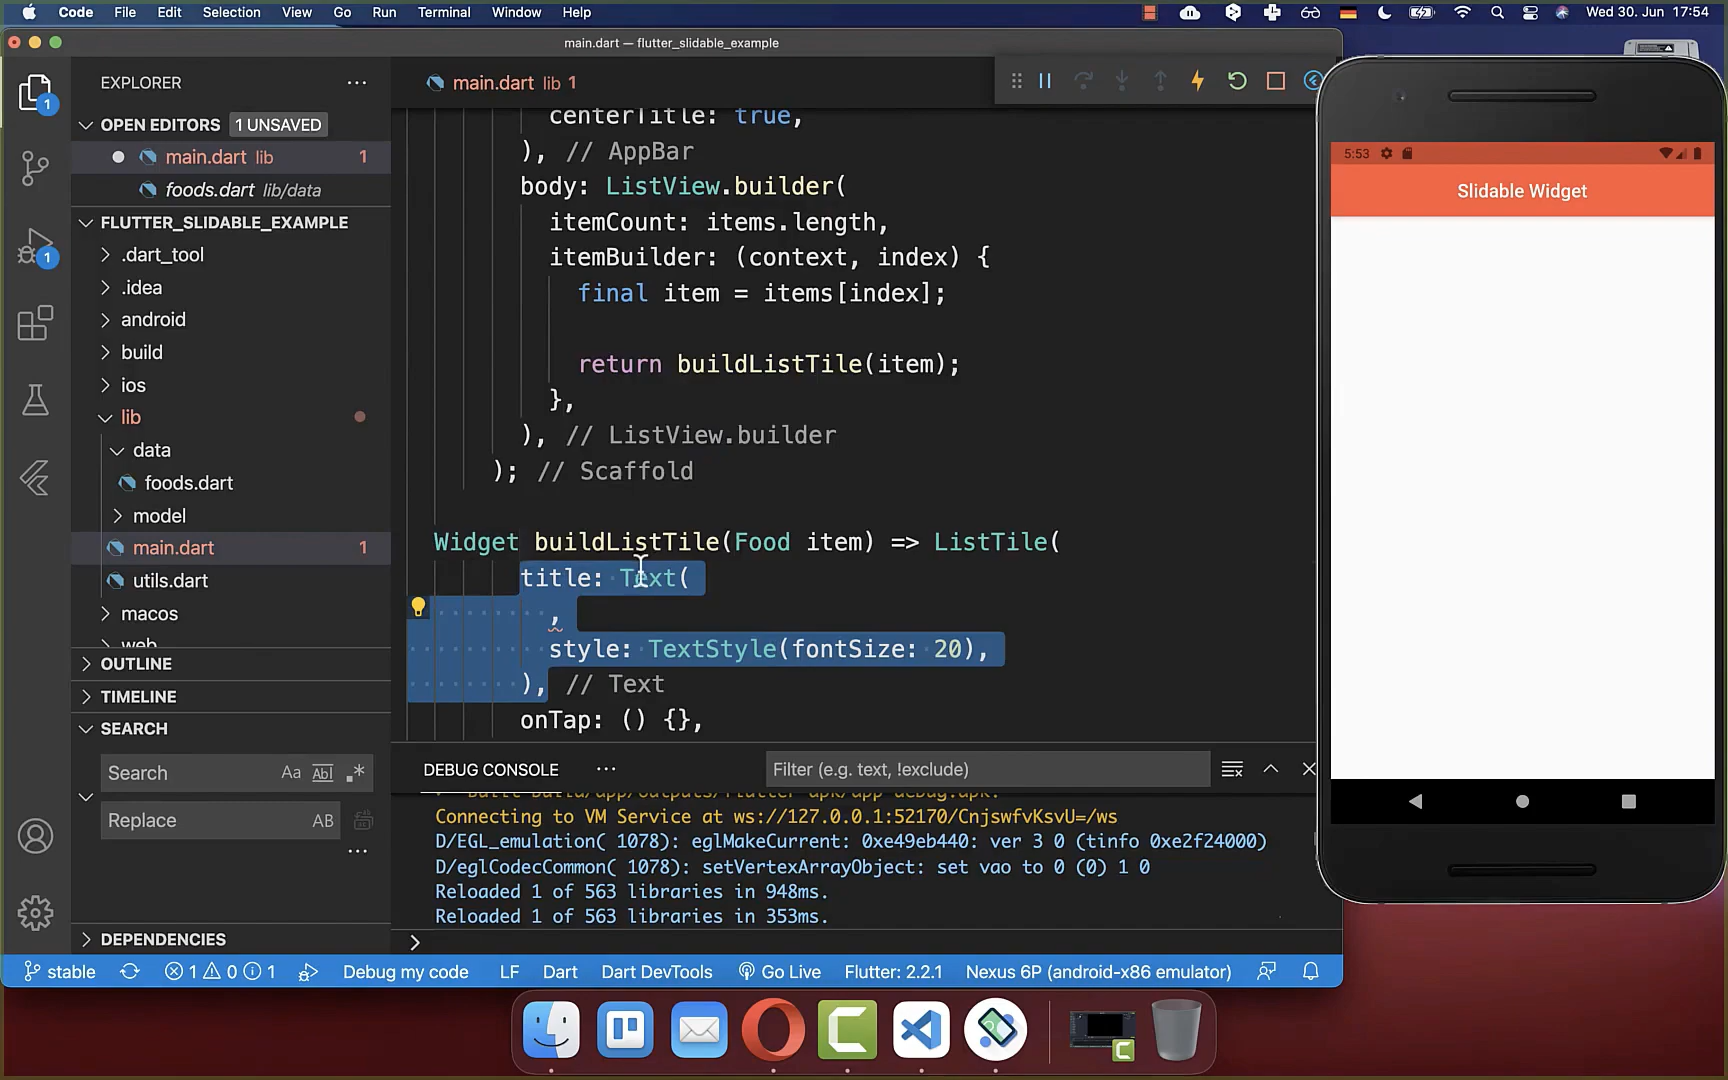 Code File Edit Selection View Go Run Terminal Window Help
Wed 30. Jun 17:54
main.dart — flutter_slidable_example
EXPLORER
main.dart lib 1
1
OPEN EDITORS 1 UNSAVED
main.dart lib 1
foods.dart lib/data
FLUTTER_SLIDABLE_EXAMPLE
.dart_tool
1
.idea
android
build
ios
lib
data
foods.dart
model
main.dart 1
utils.dart
macos
web
OUTLINE
TIMELINE
SEARCH
Search Aa Abl .*
Replace AB
DEPENDENCIES
centerTitle: true,
), // AppBar
body: ListView.builder(
itemCount: items.length,
itemBuilder: (context, index) {
final item = items[index];
return buildListTile(item);
},
), // ListView.builder
); // Scaffold
Widget buildListTile(Food item) => ListTile(
title: Text(
,
style: TextStyle(fontSize: 20),
), // Text
onTap: () {},
DEBUG CONSOLE
Filter (e.g. text, !exclude)
Connecting to VM Service at ws://127.0.0.1:52170/CnjswfvKsvU=/ws
D/EGL_emulation( 1078): eglMakeCurrent: 0xe49eb440: ver 3 0 (tinfo 0xe2f24000)
D/eglCodecCommon( 1078): setVertexArrayObject: set vao to 0 (0) 1 0
Reloaded 1 of 563 libraries in 948ms.
Reloaded 1 of 563 libraries in 353ms.
stable 1 0 1 Debug my code LF Dart Dart DevTools Go Live Flutter: 2.2.1 Nexus 6P (android-x86 emulator)
5:53
Slidable Widget